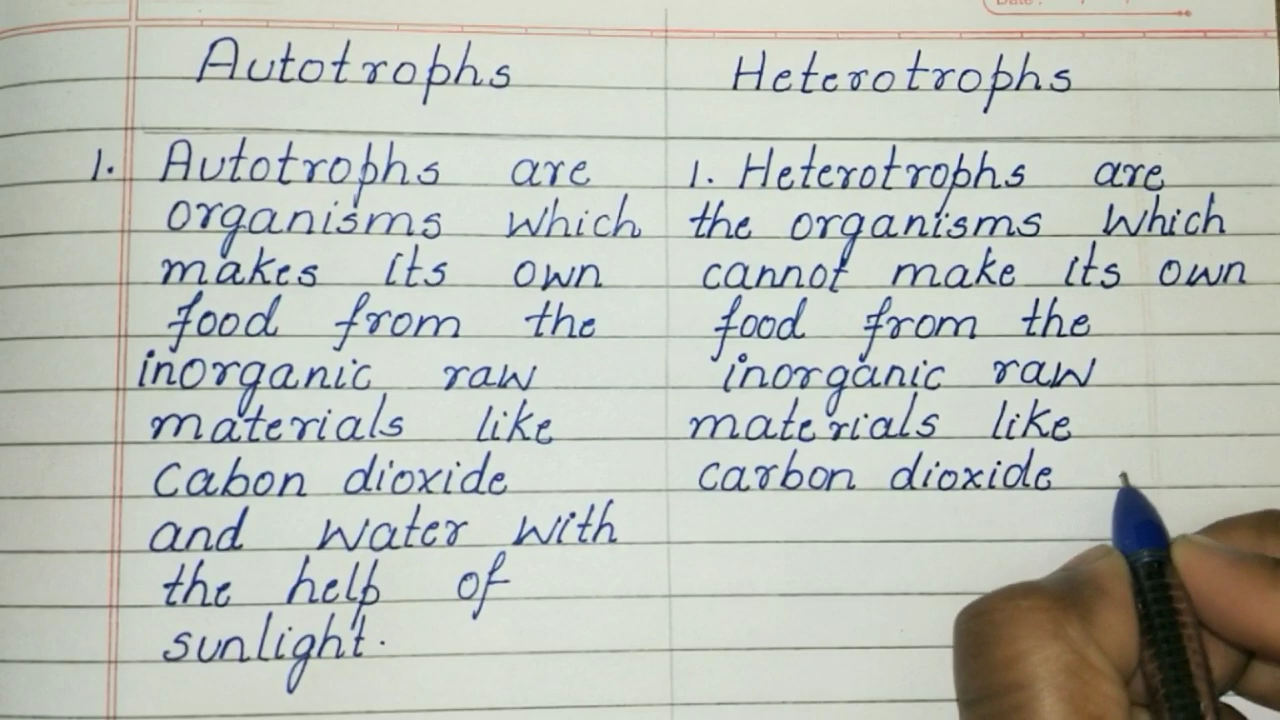 Date :
Autotrophs
Heterotrophs
1. Autotrophs are
organisms which
makes its own
food from the
inorganic raw
materials like
Cabon dioxide
and water with
the help of
sunlight.
1. Heterotrophs are
the organisms which
cannot make its own
food from the
inorganic raw
materials like
carbon dioxide